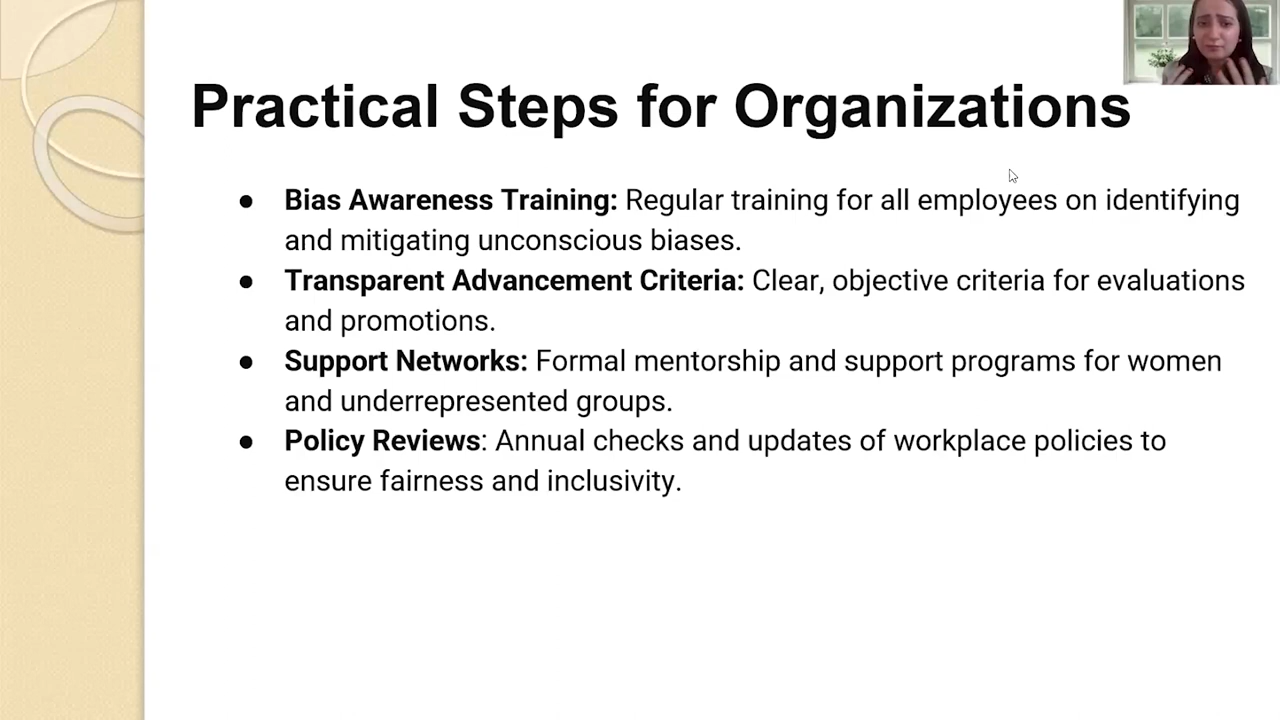 Practical Steps for Organizations
● Bias Awareness Training: Regular training for all employees on identifying
and mitigating unconscious biases.
● Transparent Advancement Criteria: Clear, objective criteria for evaluations
and promotions.
● Support Networks: Formal mentorship and support programs for women
and underrepresented groups.
● Policy Reviews: Annual checks and updates of workplace policies to
ensure fairness and inclusivity.